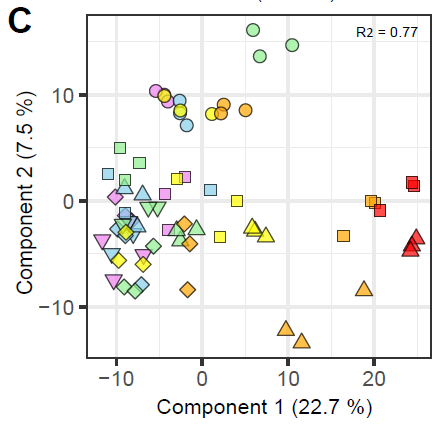 C
R2 = 0.77
10
0
−10
−10
0
10
20
Component 2 (7.5 %)
Component 1 (22.7 %)